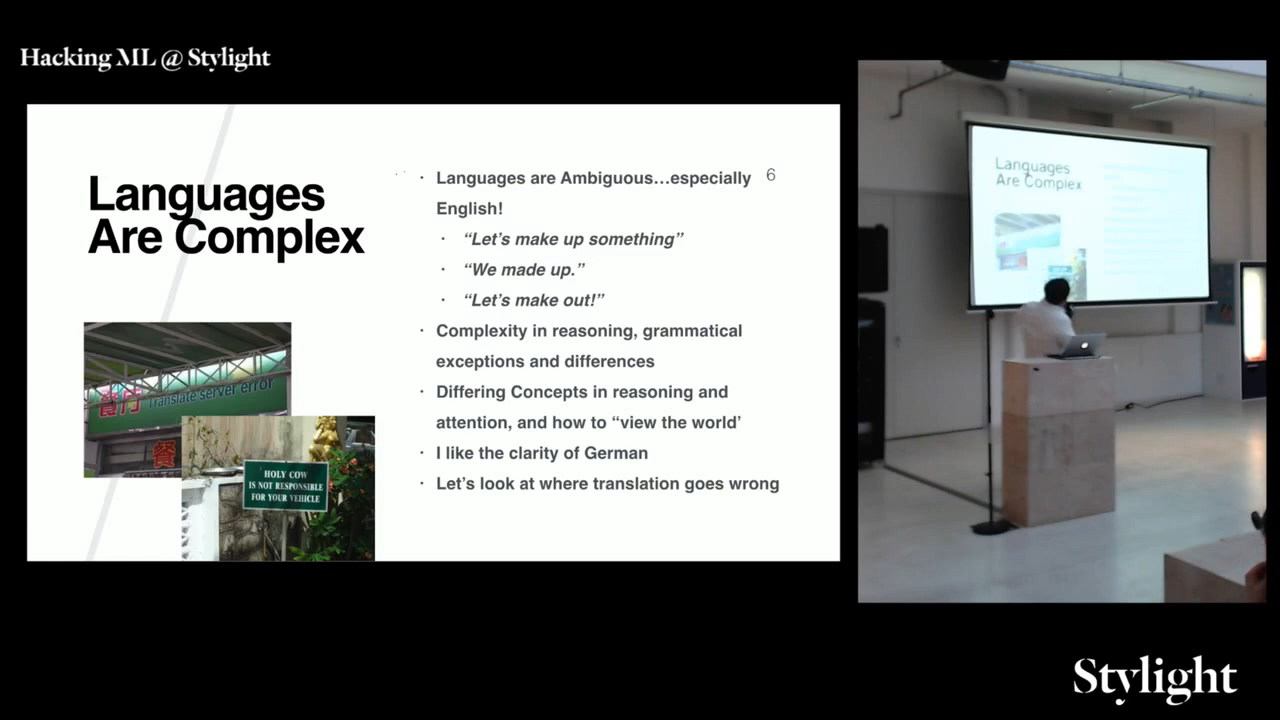 Hacking ML @ Stylight
Languages
Are Complex
6
· Languages are Ambiguous…especially
English!
· “Let’s make up something”
· “We made up.”
· “Let’s make out!”
· Complexity in reasoning, grammatical
exceptions and differences
· Differing Concepts in reasoning and
attention, and how to “view the world’
· I like the clarity of German
· Let’s look at where translation goes wrong
餐厅 Translate server error
餐
HOLY COW
IS NOT RESPONSIBLE
FOR YOUR VEHICLE
Languages
Are Complex
Stylight